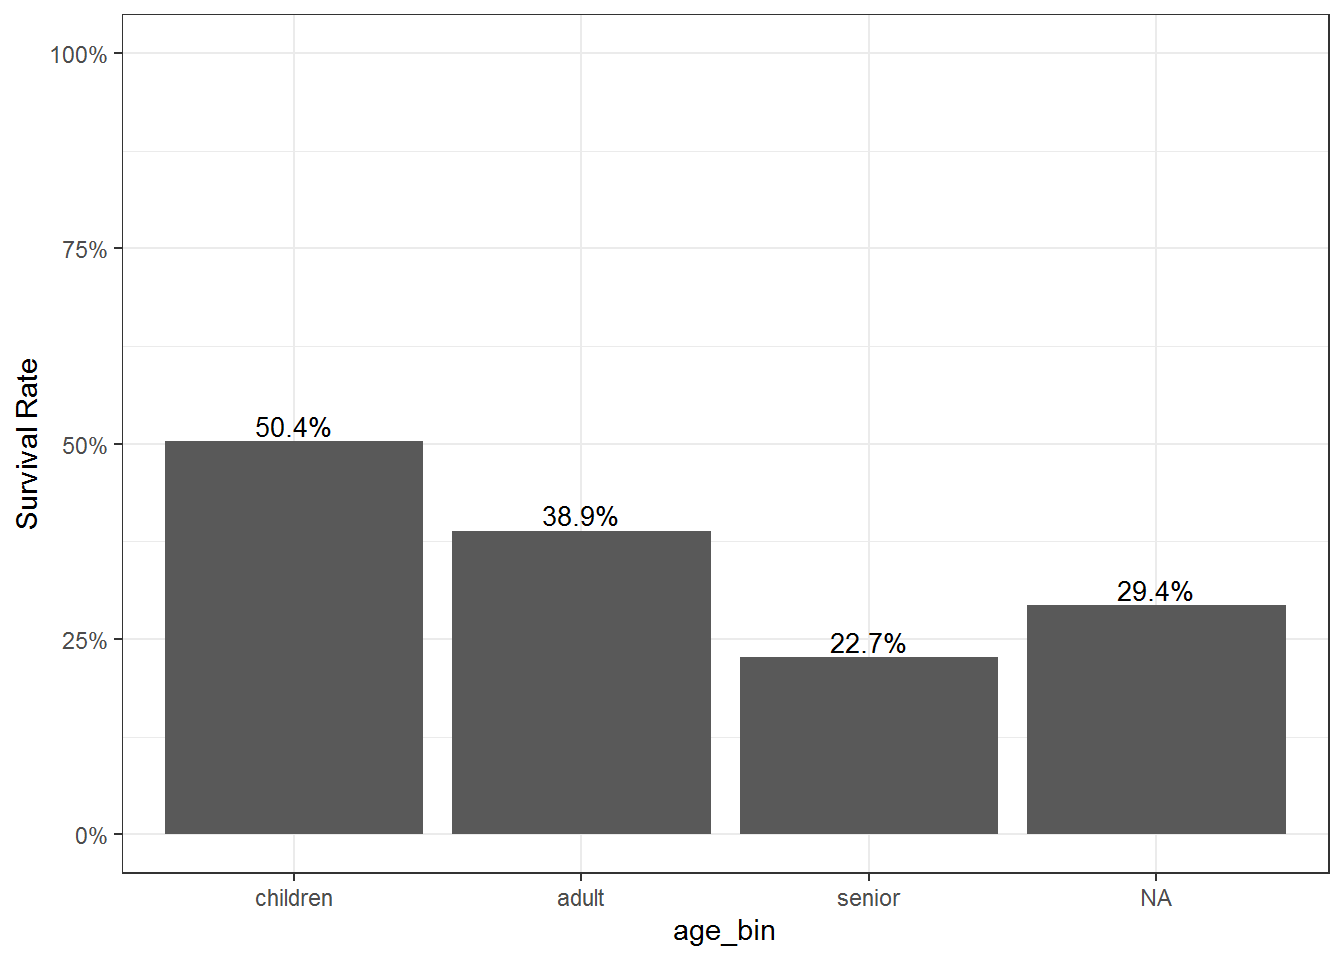 100%
75%
50%
25%
0%
Survival Rate
50.4%
38.9%
22.7%
29.4%
children
adult
senior
NA
age_bin